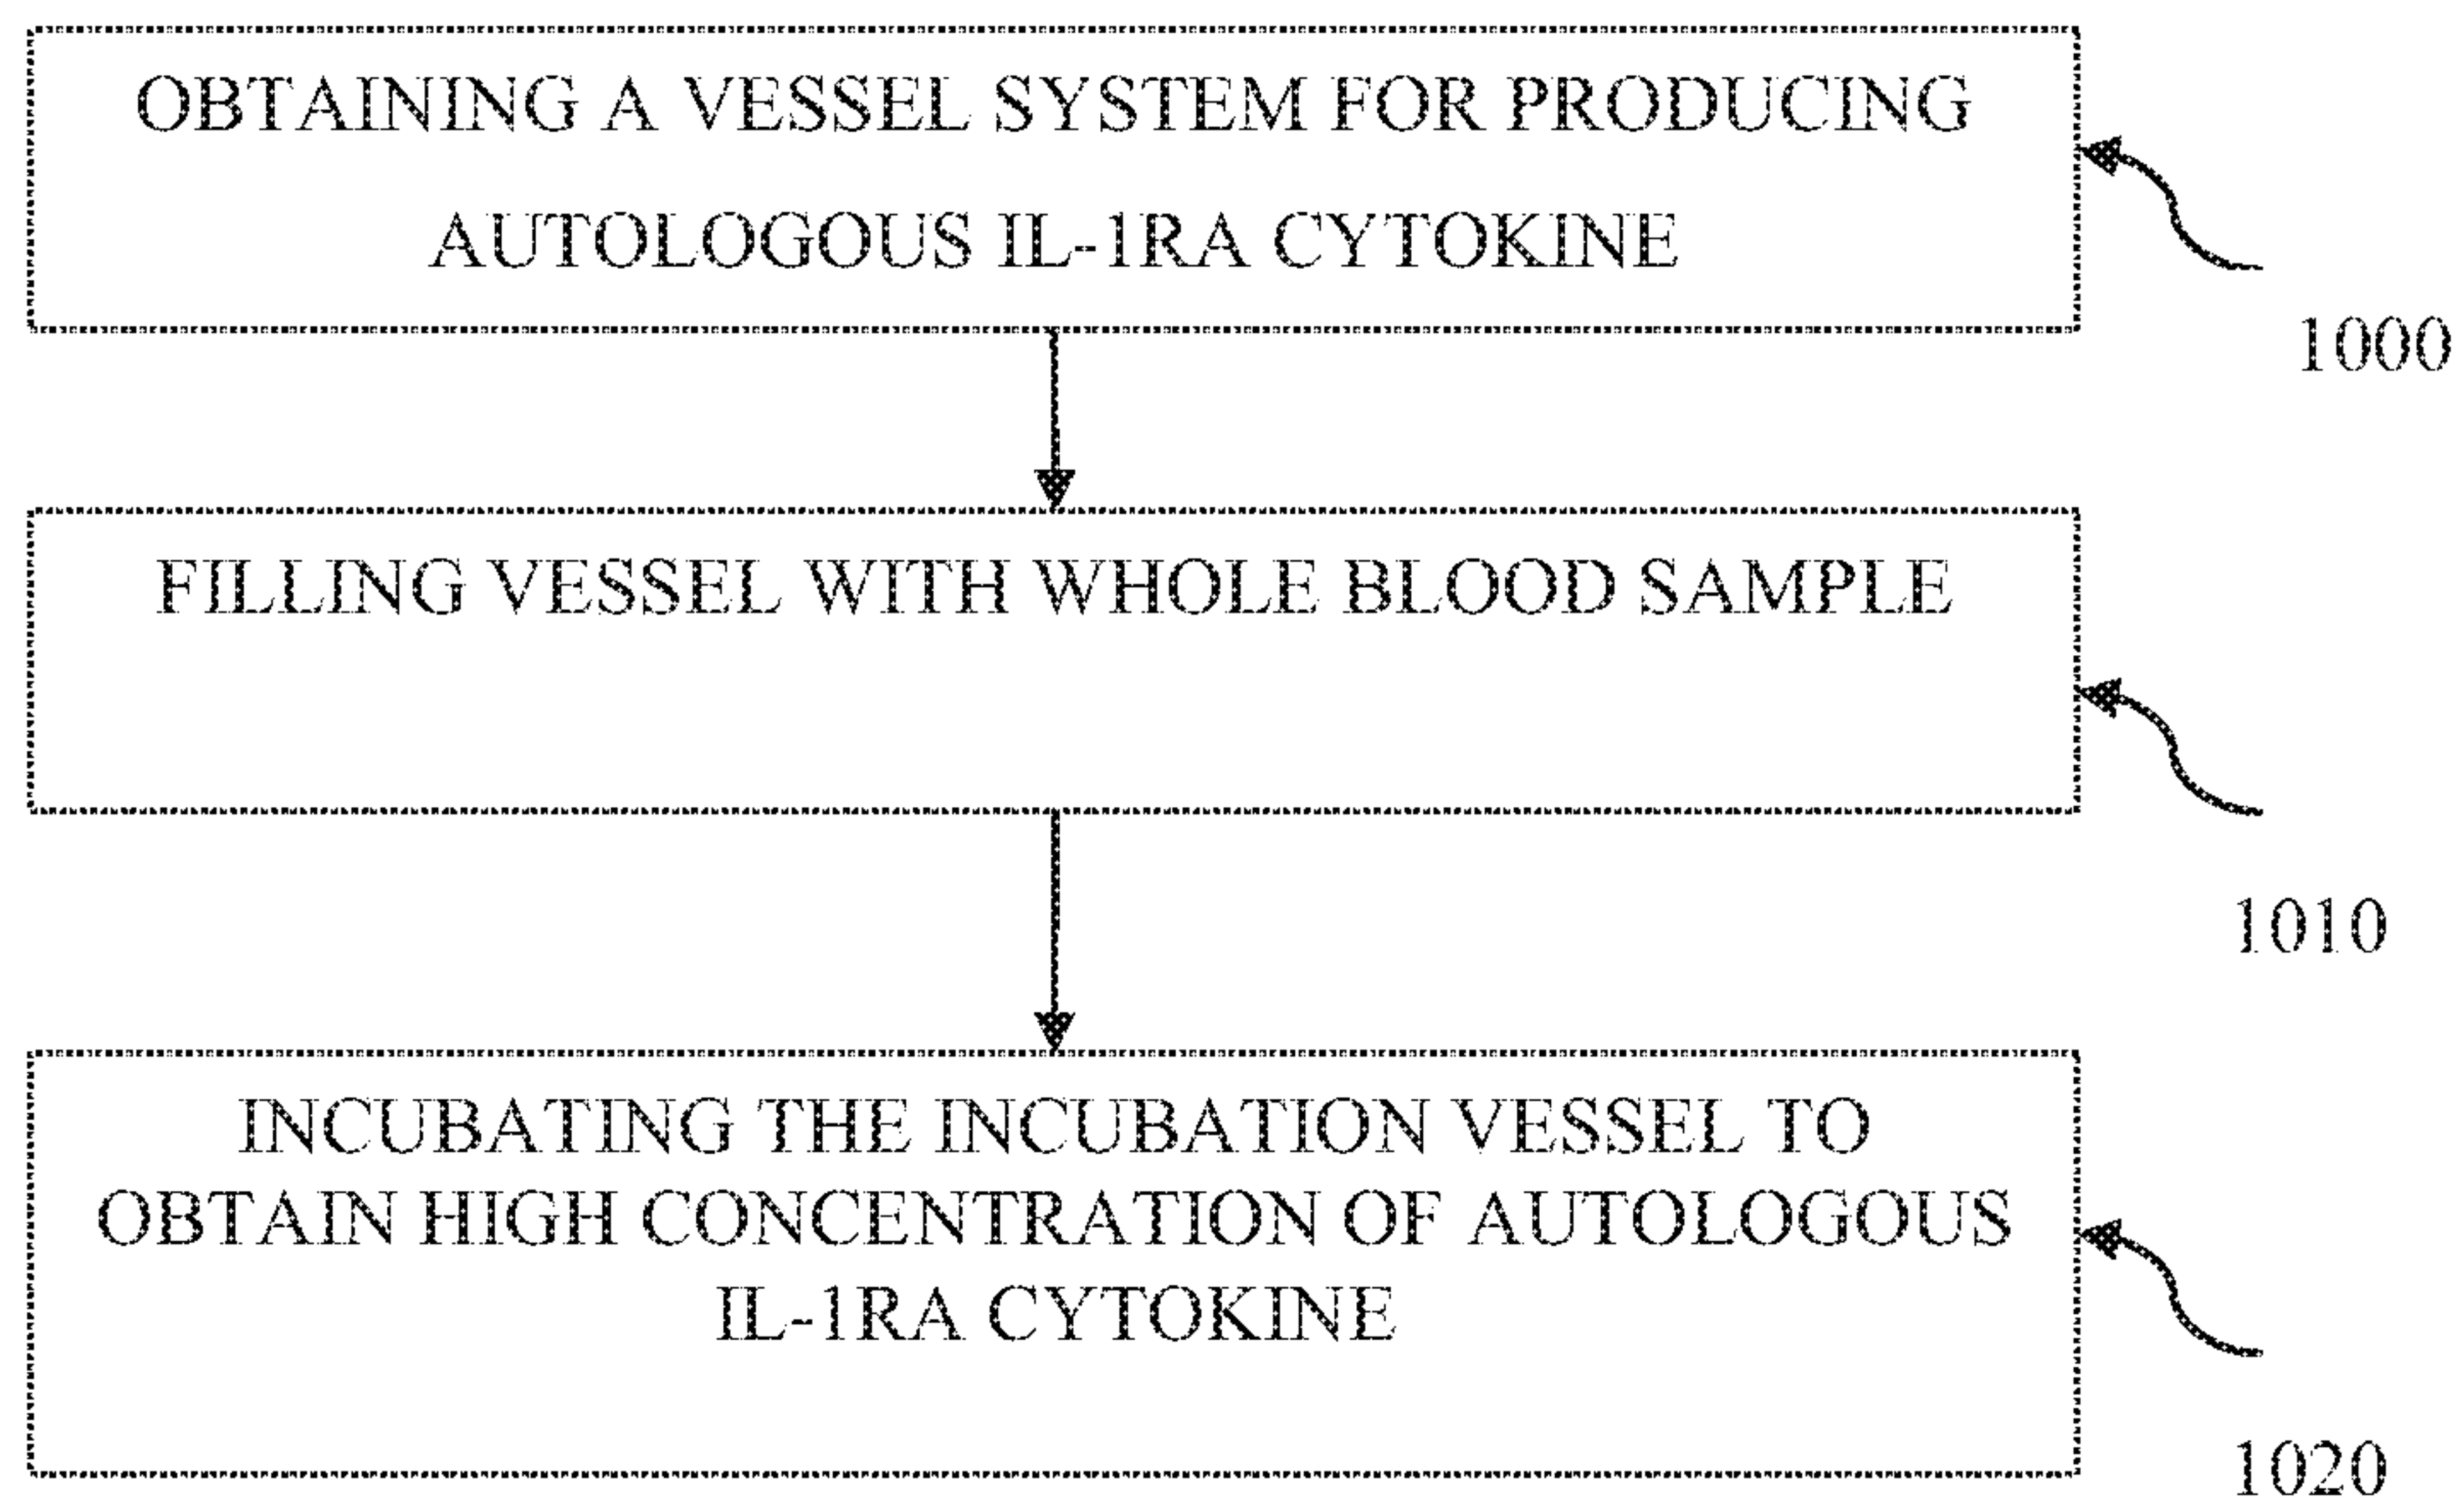 OBTAINING A VESSEL SYSTEM FOR PRODUCING
AUTOLOGOUS IL-1RA CYTOKINE
1000
FILLING VESSEL WITH WHOLE BLOOD SAMPLE
1010
INCUBATING THE INCUBATION VESSEL TO
OBTAIN HIGH CONCENTRATION OF AUTOLOGOUS
IL-1RA CYTOKINE
1020